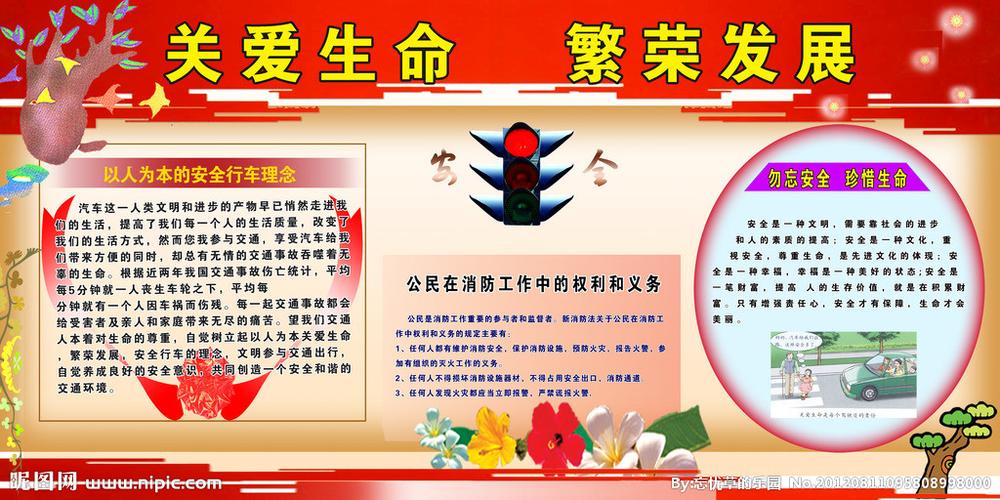 关爱生命 繁荣发展
以人为本的安全行车理念
汽车这一人类文明和进步的产物早已悄然走进我
们的生活，提高了我们每一个人的生活质量，改变了
我们的生活方式，然而您我参与交通，享受汽车给我
们带来方便的同时，却总有无情的交通事故吞噬着无
辜的生命。根据近两年我国交通事故伤亡统计，平均
每5分钟就一人丧生车轮之下，平均每
分钟就有一个人因车祸而伤残。每一起交通事故都会
给受害者及亲人和家庭带来无尽的痛苦。望我们交通
人本着对生命的尊重，自觉树立起以人为本关爱生命
，繁荣发展，安全行车的理念，文明参与交通出行，
自觉养成良好的安全意识，共同创造一个安全和谐的
交通环境。
安 全
公民在消防工作中的权利和义务
公民是消防工作重要的参与者和监督者。新消防法关于公民在消防工
作中权利和义务的规定主要有：
1、任何人都有维护消防安全，保护消防设施，预防火灾，报告火警，参
加有组织的灭火工作的义务。
2、任何人不得损坏消防设施器材，不得占用安全出口、消防通道
3、任何人发现火灾都应当立即报警，严禁谎报火警.
勿忘安全 珍惜生命
安全是一种文明，需要靠社会的进步
和人的素质的提高；安全是一种文化，重
视安全，尊重生命，是先进文化的体现；安
全是一种幸福，幸福是一种美好的状态；安全是
一笔财富，提高 人的生存价值，就是在积累财
富。只有增强责任心，安全才有保障，生命才会
美丽。
关爱生命是每个驾驶员的责任
昵图网
www.nipic.com
By:忘忧草的乐园 No.20120811095808998000